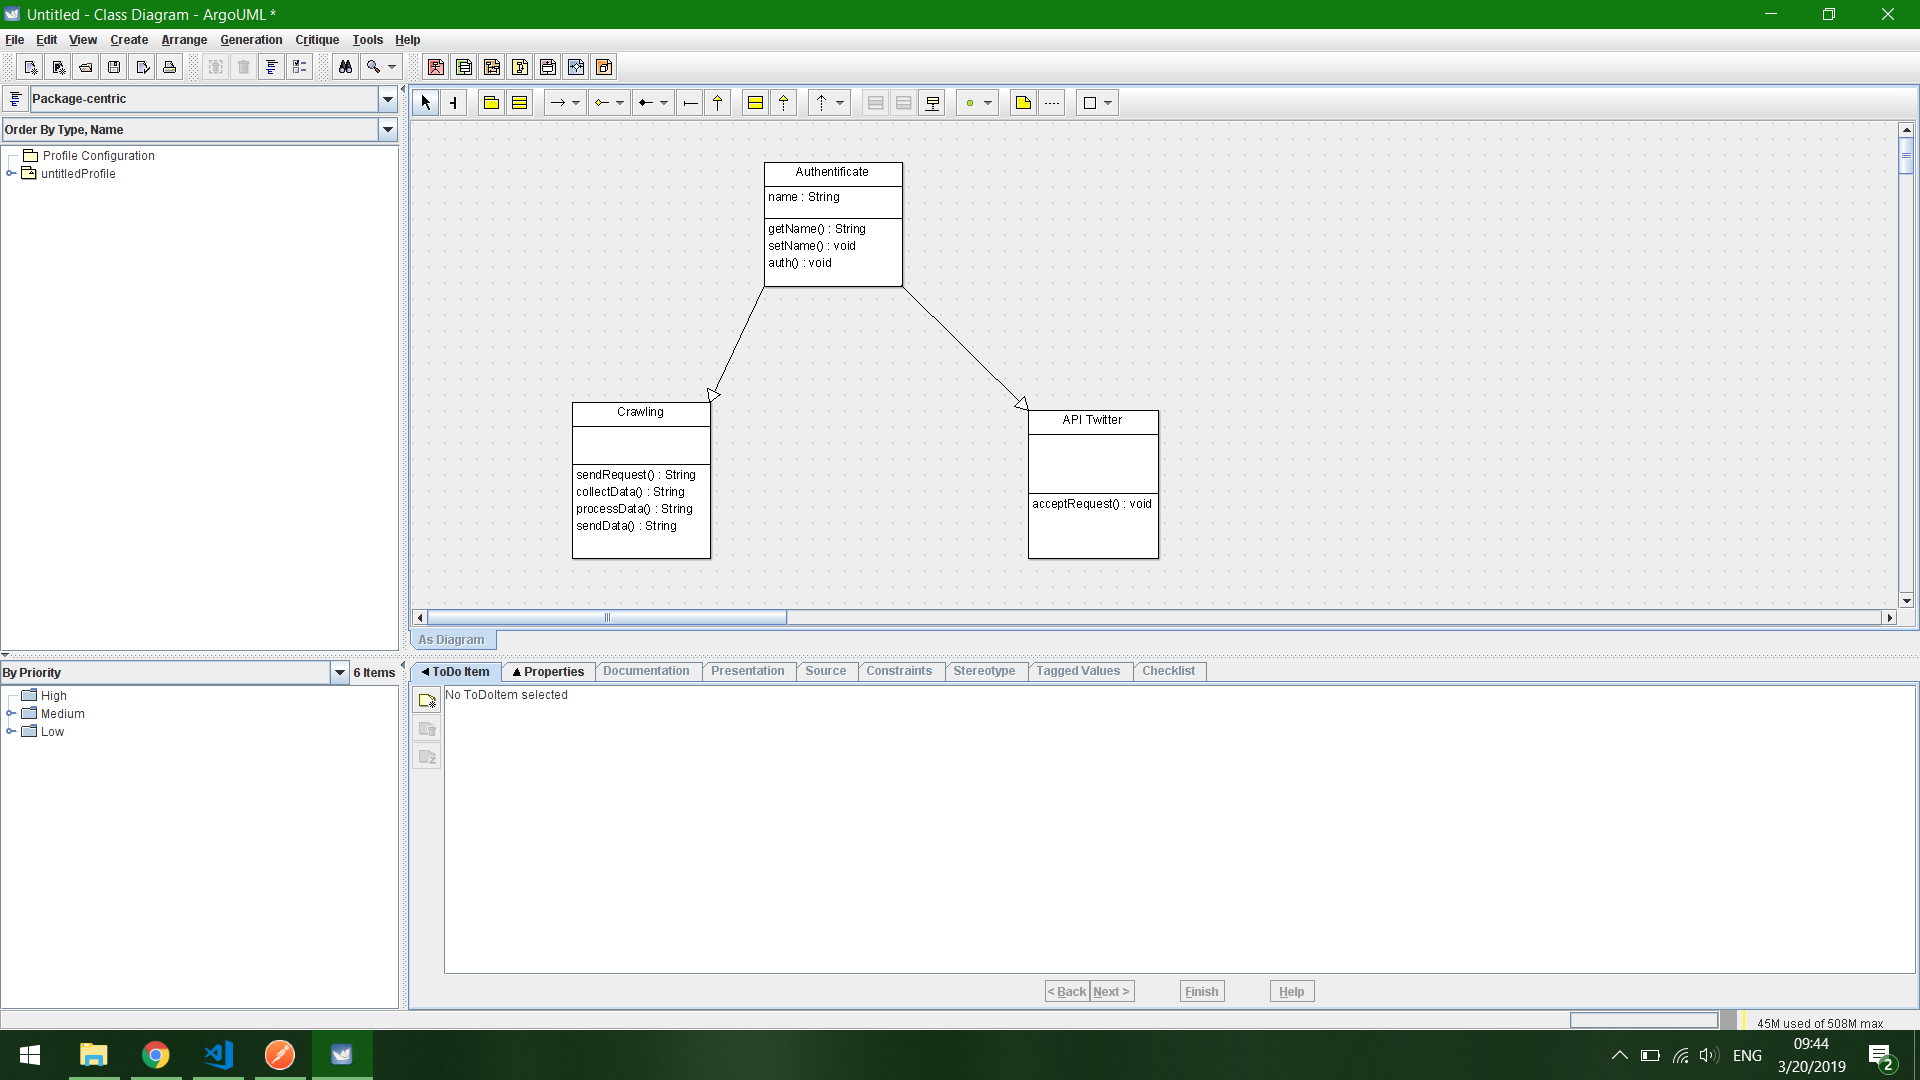 Untitled - Class Diagram - ArgoUML *
File Edit View Create Arrange Generation Critique Tools Help
Package-centric
Order By Type, Name
Profile Configuration
untitledProfile
Authentificate
name : String
getName() : String
setName() : void
auth() : void
Crawling
sendRequest() : String
collectData() : String
processData() : String
sendData() : String
API Twitter
acceptRequest() : void
As Diagram
By Priority 6 Items
High
Medium
Low
ToDo Item Properties Documentation Presentation Source Constraints Stereotype Tagged Values Checklist
No ToDoItem selected
< Back Next > Finish Help
45M used of 508M max
ENG
09:44
3/20/2019
2